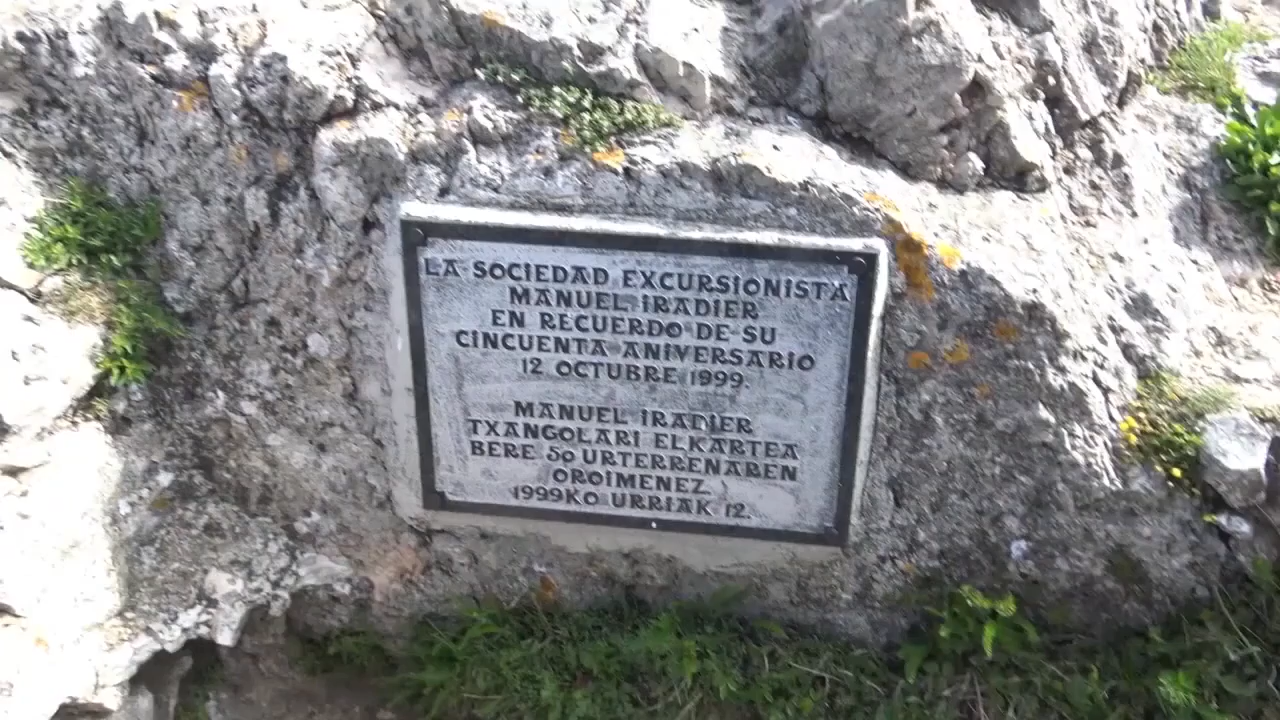 LA SOCIEDAD EXCURSIONISTA
MANUEL IRADIER
EN RECUERDO DE SU
CINCUENTA ANIVERSARIO
12 OCTUBRE 1999.
MANUEL IRADIER
TXANGOLARI ELKARTEA
BERE 50 URTERRENAREN
OROIMENEZ
1999KO URRIAK 12.